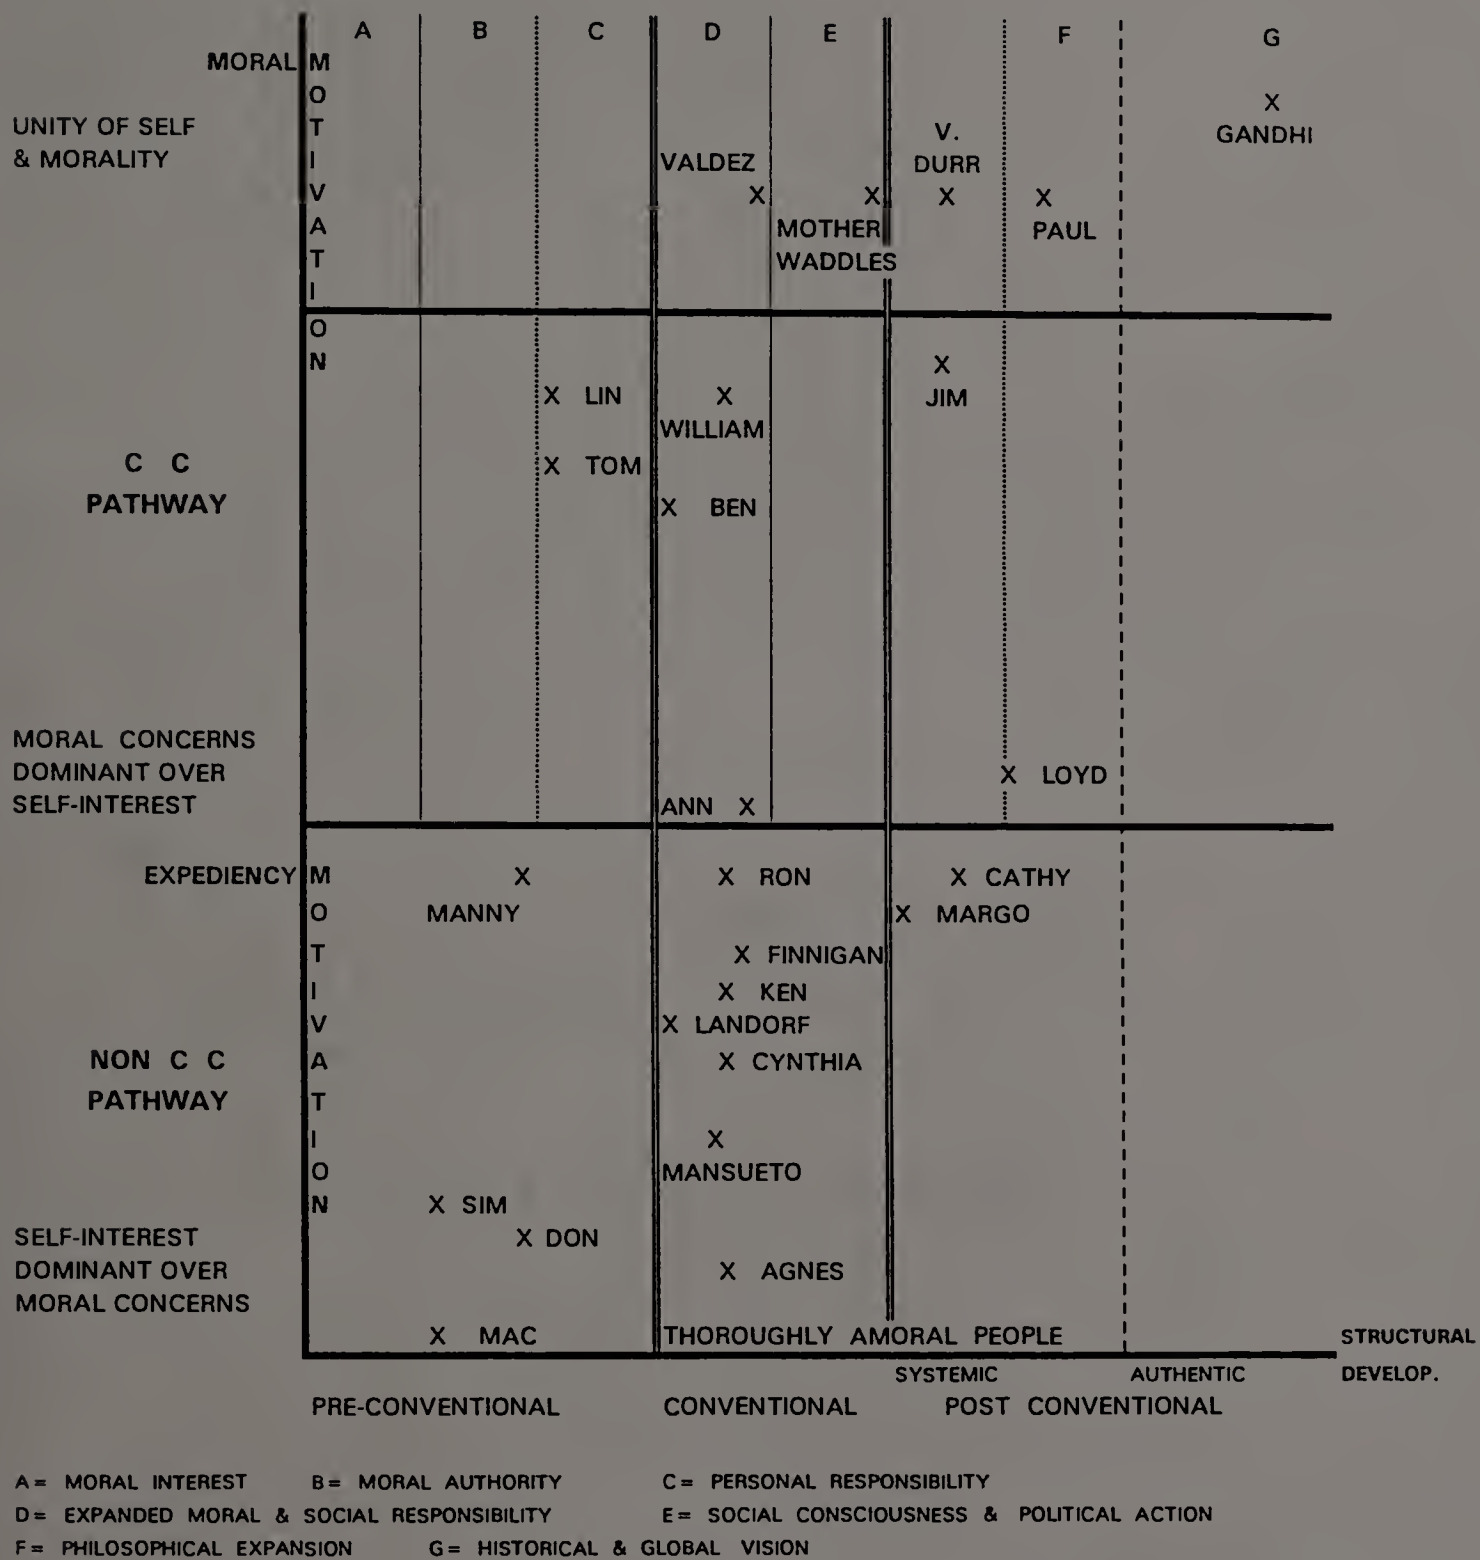 A B C D E F G
MORAL MOTIVATION
UNITY OF SELF
& MORALITY
X
GANDHI
V.
DURR
VALDEZ
X X X X
MOTHER
WADDLES
PAUL
X
JIM
X LIN
X
WILLIAM
C C
PATHWAY
X TOM
X BEN
MORAL CONCERNS
DOMINANT OVER
SELF-INTEREST
X LOYD
ANN X
EXPEDIENCY MOTIVATION
X
MANNY
X RON
X CATHY
X MARGO
X FINNIGAN
X KEN
X LANDORF
X CYNTHIA
NON C C
PATHWAY
X
MANSUETO
X SIM
X DON
SELF-INTEREST
DOMINANT OVER
MORAL CONCERNS
X AGNES
X MAC
THOROUGHLY AMORAL PEOPLE
STRUCTURAL
DEVELOP.
SYSTEMIC AUTHENTIC
PRE-CONVENTIONAL CONVENTIONAL POST CONVENTIONAL
A= MORAL INTEREST B= MORAL AUTHORITY C= PERSONAL RESPONSIBILITY
D= EXPANDED MORAL & SOCIAL RESPONSIBILITY E= SOCIAL CONSCIOUSNESS & POLITICAL ACTION
F= PHILOSOPHICAL EXPANSION G= HISTORICAL & GLOBAL VISION